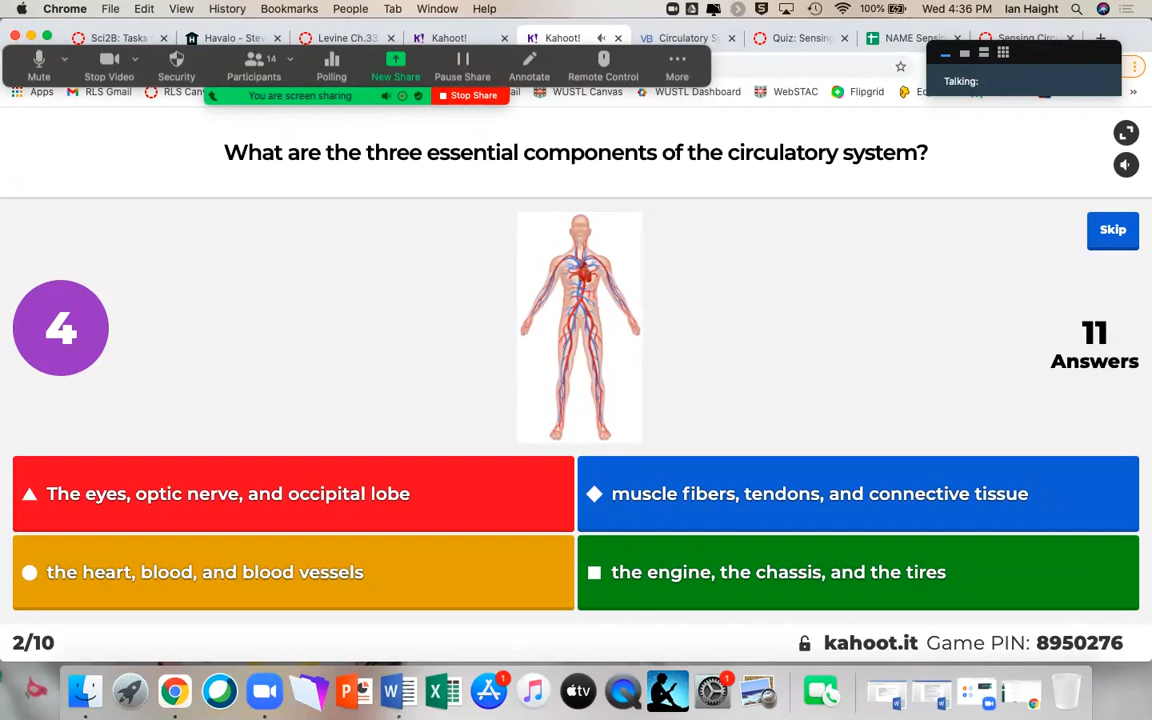 Chrome File Edit View History Bookmarks People Tab Window Help 100% Wed 4:36 PM Ian Haight
Sci2B: Tasks Havalo - Stev Levine Ch.33 K! Kahoot! K! Kahoot! VB Circulatory S Quiz: Sensing NAME Sensi Sensing Circ
Mute Stop Video Security Participants 14 Polling New Share Pause Share Annotate Remote Control More
Talking:
You are screen sharing Stop Share
Apps RLS Gmail RLS Can WUSTL Canvas WUSTL Dashboard WebSTAC Flipgrid
What are the three essential components of the circulatory system?
Skip
4
11
Answers
The eyes, optic nerve, and occipital lobe
muscle fibers, tendons, and connective tissue
the heart, blood, and blood vessels
the engine, the chassis, and the tires
2/10 kahoot.it Game PIN: 8950276